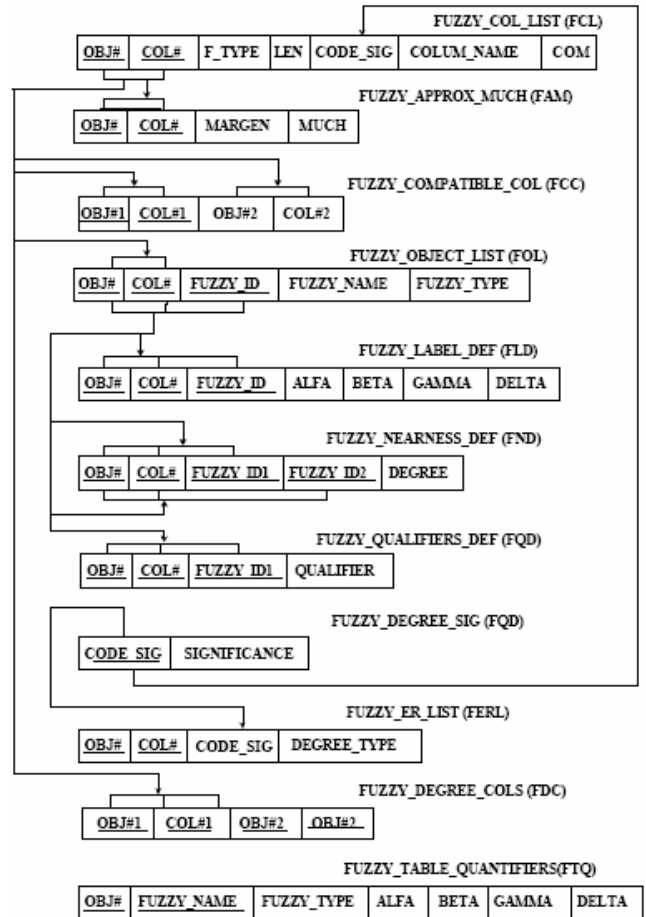 FUZZY_COL_LIST (FCL)
OBJ# COL# F_TYPE LEN CODE_SIG COLUM_NAME COM
FUZZY_APPROX_MUCH (FAM)
OBJ# COL# MARGEN MUCH
FUZZY_COMPATIBLE_COL (FCC)
OBJ#1 COL#1 OBJ#2 COL#2
FUZZY_OBJECT_LIST (FOL)
OBJ# COL# FUZZY_ID FUZZY_NAME FUZZY_TYPE
FUZZY_LABEL_DEF (FLD)
OBJ# COL# FUZZY_ID ALFA BETA GAMMA DELTA
FUZZY_NEARNESS_DEF (FND)
OBJ# COL# FUZZY_ID1 FUZZY_ID2 DEGREE
FUZZY_QUALIFIERS_DEF (FQD)
OBJ# COL# FUZZY_ID1 QUALIFIER
FUZZY_DEGREE_SIG (FQD)
CODE_SIG SIGNIFICANCE
FUZZY_ER_LIST (FERL)
OBJ# COL# CODE_SIG DEGREE_TYPE
FUZZY_DEGREE_COLS (FDC)
OBJ#1 COL#1 OBJ#2 OBJ#2
FUZZY_TABLE_QUANTIFIERS(FTQ)
OBJ# FUZZY_NAME FUZZY_TYPE ALFA BETA GAMMA DELTA